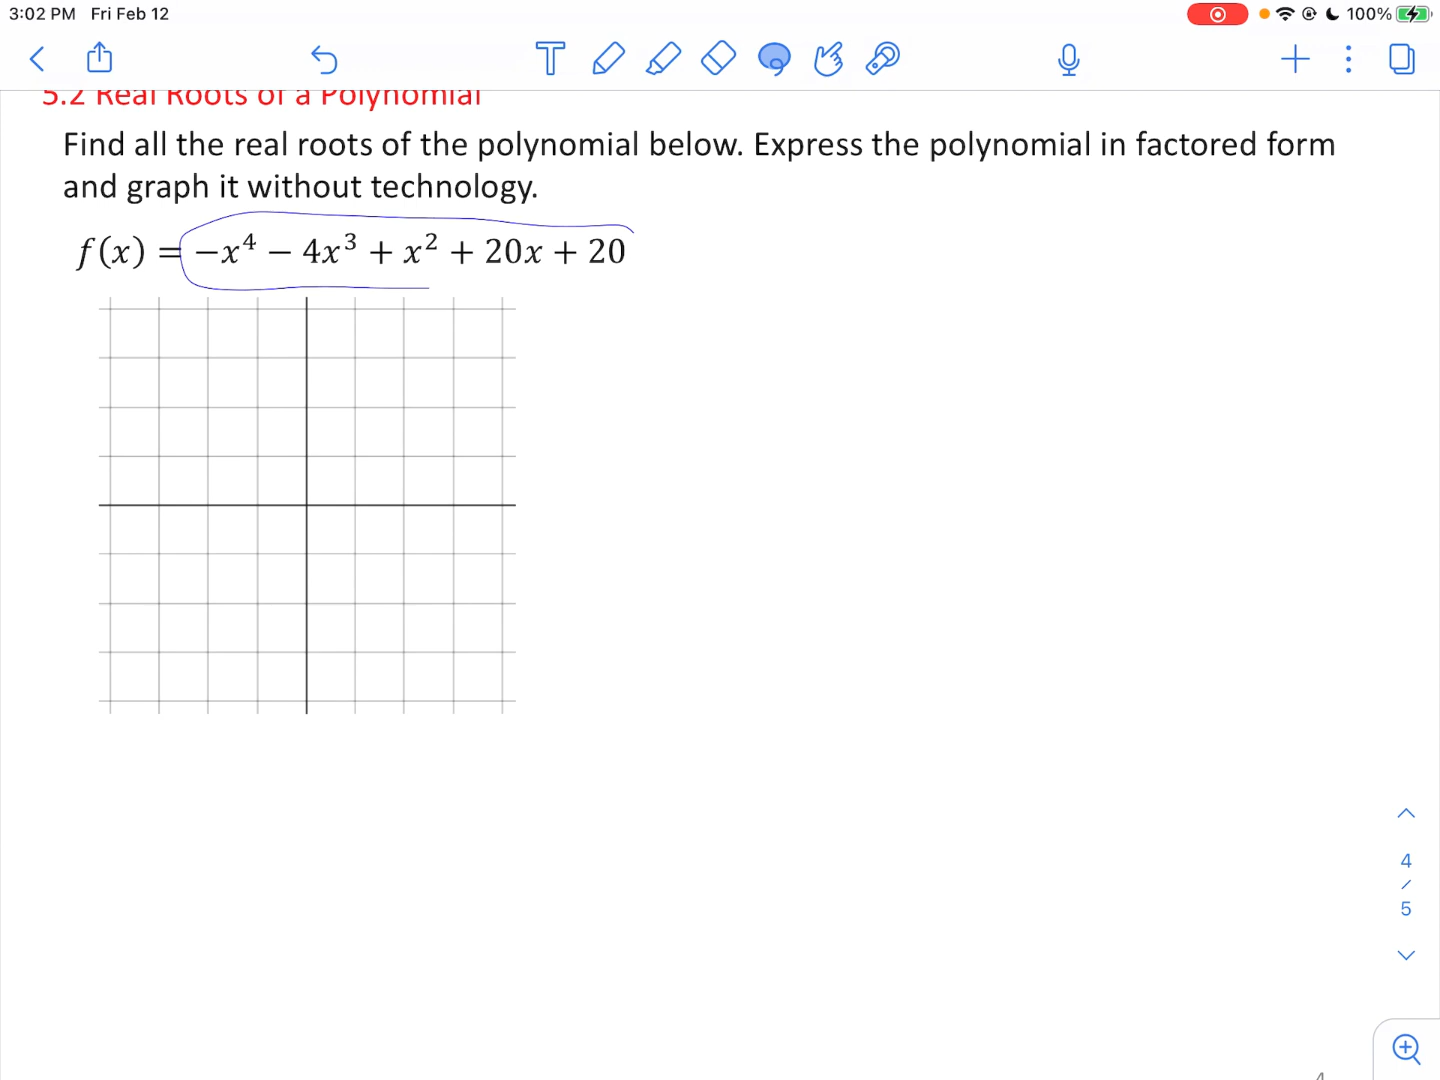 3:02 PM Fri Feb 12 100%
5.2 Real Roots of a Polynomial
Find all the real roots of the polynomial below. Express the polynomial in factored form
and graph it without technology.
f(x) = −x⁴ − 4x³ + x² + 20x + 20
4
/
5
4